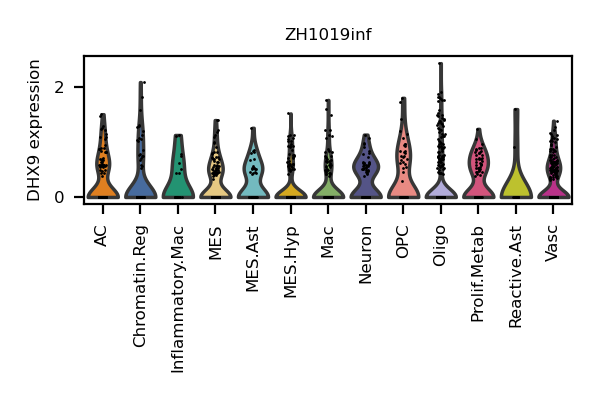 ZH1019inf
DHX9 expression
2
0
AC
Chromatin.Reg
Inflammatory.Mac
MES
MES.Ast
MES.Hyp
Mac
Neuron
OPC
Oligo
Prolif.Metab
Reactive.Ast
Vasc